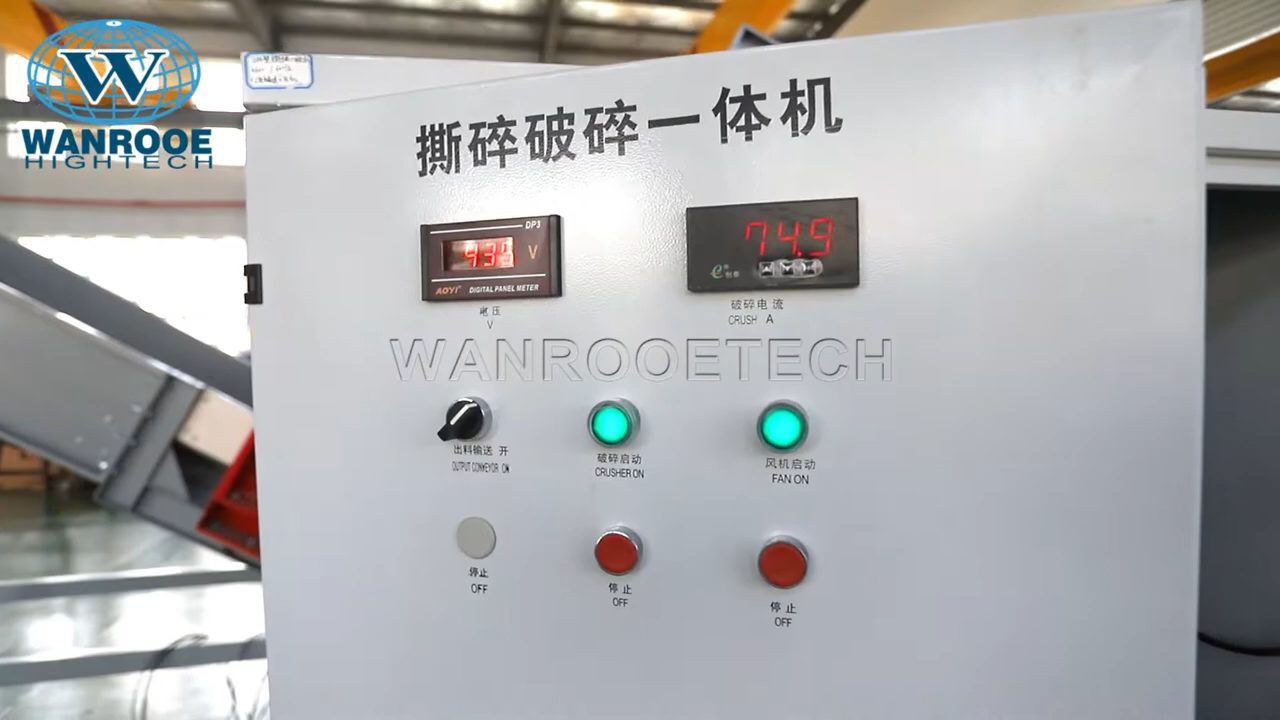 W
WANROOE
HIGHTECH
撕碎破碎一体机
DP3
435 V
AOYI DIGITAL PANEL METER
电压
V
74.9
e
破碎电流
CRUSH A
WANROOETECH
出料输送 开
OUTPUT CONVEYOR ON
破碎启动
CRUSHER ON
风机启动
FAN ON
停止
OFF
停止
OFF
停止
OFF